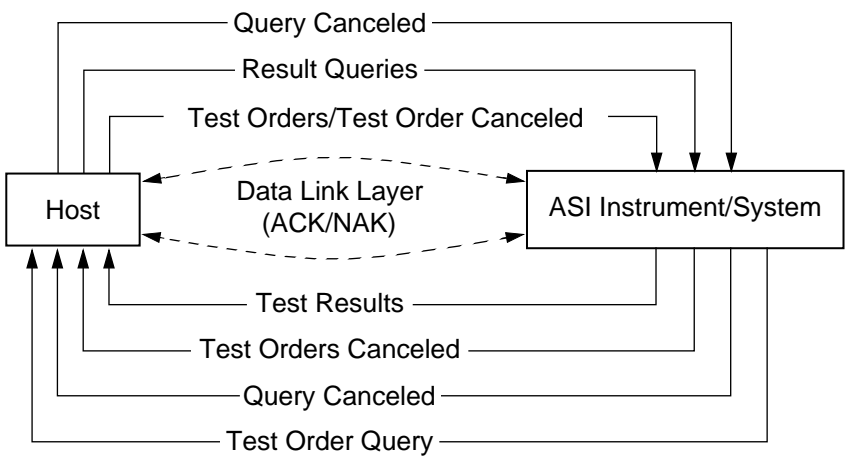 Query Canceled
Result Queries
Test Orders/Test Order Canceled
Host
Data Link Layer
(ACK/NAK)
ASI Instrument/System
Test Results
Test Orders Canceled
Query Canceled
Test Order Query